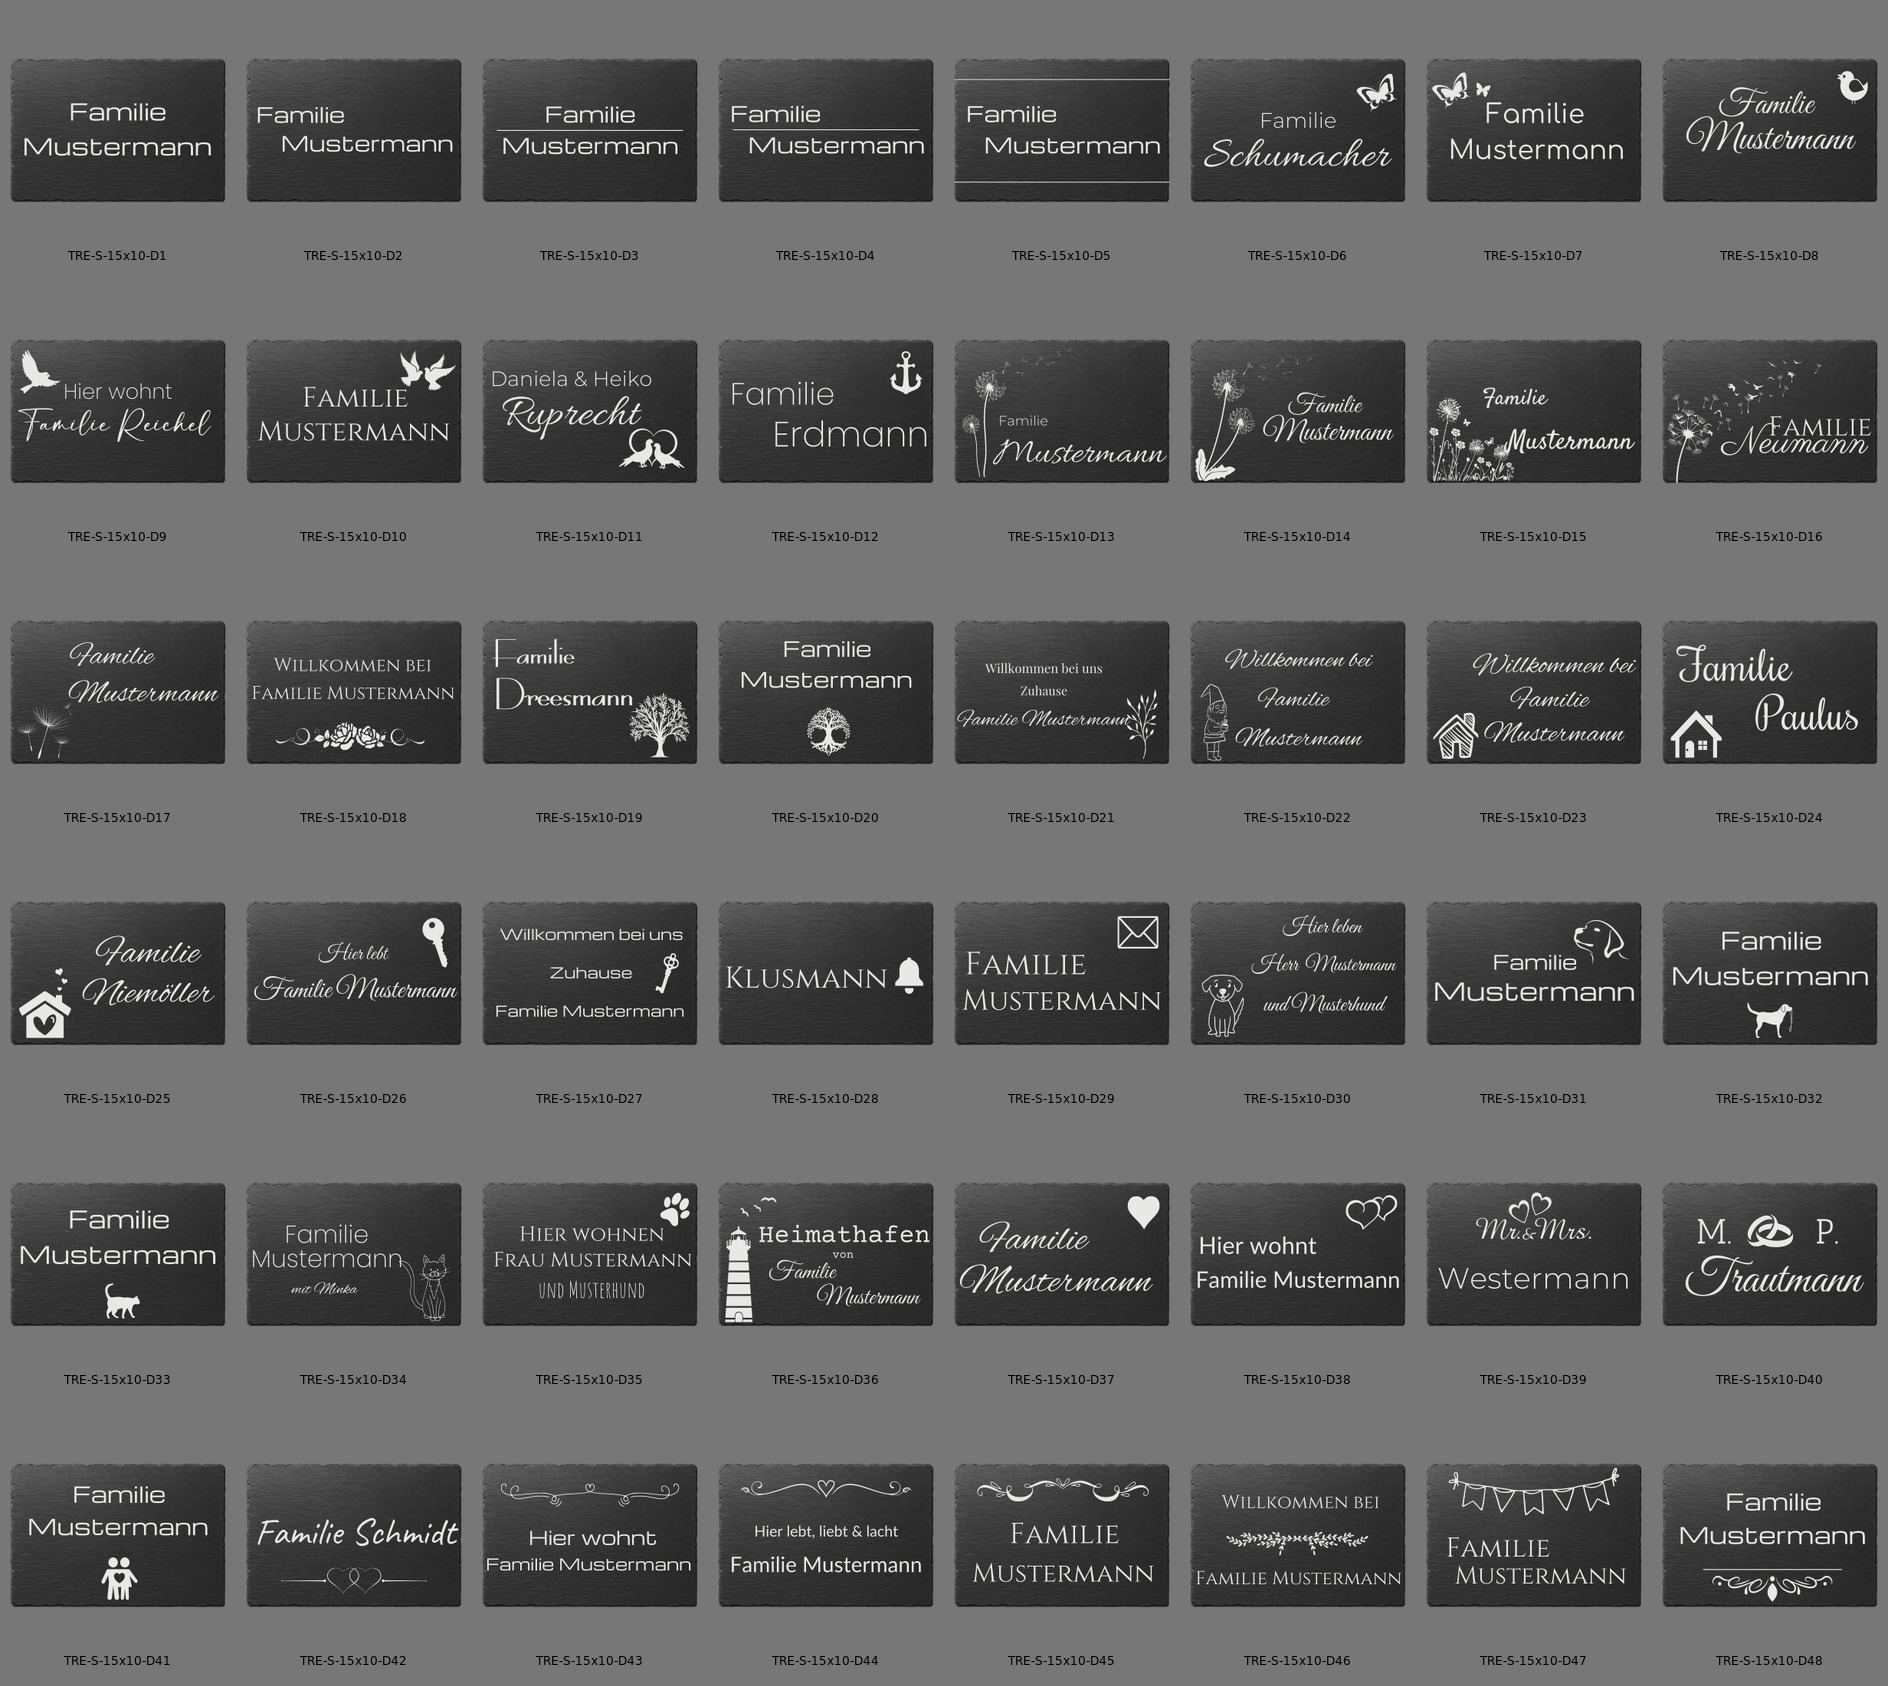 Familie
Mustermann
TRE-S-15x10-D1
Familie
Mustermann
TRE-S-15x10-D2
Familie
Mustermann
TRE-S-15x10-D3
Familie
Mustermann
TRE-S-15x10-D4
Familie
Mustermann
TRE-S-15x10-D5
Familie
Schumacher
TRE-S-15x10-D6
Familie
Mustermann
TRE-S-15x10-D7
Familie
Mustermann
TRE-S-15x10-D8
Hier wohnt
Familie Reichel
TRE-S-15x10-D9
FAMILIE
MUSTERMANN
TRE-S-15x10-D10
Daniela & Heiko
Ruprecht
TRE-S-15x10-D11
Familie
Erdmann
TRE-S-15x10-D12
Familie
Mustermann
TRE-S-15x10-D13
Familie
Mustermann
TRE-S-15x10-D14
Familie
Mustermann
TRE-S-15x10-D15
FAMILIE
Neumann
TRE-S-15x10-D16
Familie
Mustermann
TRE-S-15x10-D17
WILLKOMMEN BEI
FAMILIE MUSTERMANN
TRE-S-15x10-D18
Familie
Dreesmann
TRE-S-15x10-D19
Familie
Mustermann
TRE-S-15x10-D20
Willkommen bei uns
Zuhause
Familie Mustermann
TRE-S-15x10-D21
Willkommen bei
Familie
Mustermann
TRE-S-15x10-D22
Willkommen bei
Familie
Mustermann
TRE-S-15x10-D23
Familie
Paulus
TRE-S-15x10-D24
Familie
Niemöller
TRE-S-15x10-D25
Hier lebt
Familie Mustermann
TRE-S-15x10-D26
Willkommen bei uns
Zuhause
Familie Mustermann
TRE-S-15x10-D27
KLUSMANN
TRE-S-15x10-D28
FAMILIE
MUSTERMANN
TRE-S-15x10-D29
Hier leben
Herr Mustermann
und Musterhund
TRE-S-15x10-D30
Familie
Mustermann
TRE-S-15x10-D31
Familie
Mustermann
TRE-S-15x10-D32
Familie
Mustermann
TRE-S-15x10-D33
Familie
Mustermann
mit Minka
TRE-S-15x10-D34
HIER WOHNEN
FRAU MUSTERMANN
UND MUSTERHUND
TRE-S-15x10-D35
Heimathafen
von
Familie
Mustermann
TRE-S-15x10-D36
Familie
Mustermann
TRE-S-15x10-D37
Hier wohnt
Familie Mustermann
TRE-S-15x10-D38
Mr.&Mrs.
Westermann
TRE-S-15x10-D39
M. P.
Trautmann
TRE-S-15x10-D40
Familie
Mustermann
TRE-S-15x10-D41
Familie Schmidt
TRE-S-15x10-D42
Hier wohnt
Familie Mustermann
TRE-S-15x10-D43
Hier lebt, liebt & lacht
Familie Mustermann
TRE-S-15x10-D44
FAMILIE
MUSTERMANN
TRE-S-15x10-D45
WILLKOMMEN BEI
FAMILIE MUSTERMANN
TRE-S-15x10-D46
FAMILIE
MUSTERMANN
TRE-S-15x10-D47
Familie
Mustermann
TRE-S-15x10-D48